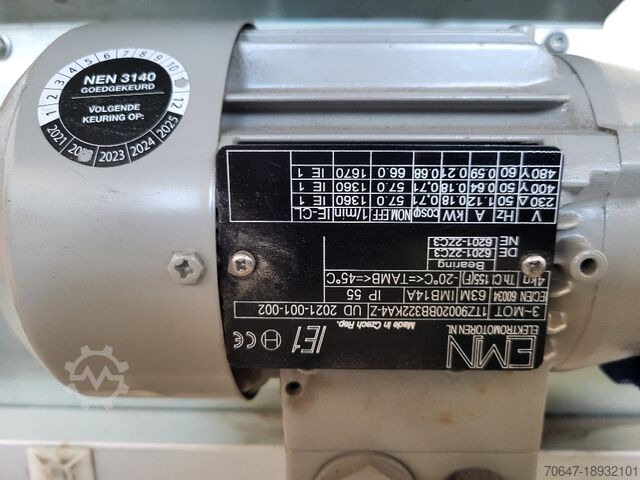 NEN 3140
GOEDGEKEURD
VOLGENDE
KEURING OP:
1 2 3 4 5 6 7 8 9 10 12
2021 2023 2024 2025
EMN
ELEKTROMOTORENNL
IE1
Made in Czech Rep.
3~MOT 1TZ90020BB322KA4-Z UD 2021-001-002
EC/EN 60034 63M IMB14A IP 55
4kg Th.Cl.155(F) -20°C<=TAMB<=45°C
Bearing
DE 6201-2ZC3
NE 6201-2ZC3
V Hz A kW cosφ NOM.EFF 1/min IE-CL
230 Δ 50 1.12 0.18 0,71 57.0 1360 IE 1
400 Y 50 0.64 0.18 0,71 57.0 1360 IE 1
480 Y 60 0.59 0.21 0.68 66.0 1670 IE 1
70647-18932101